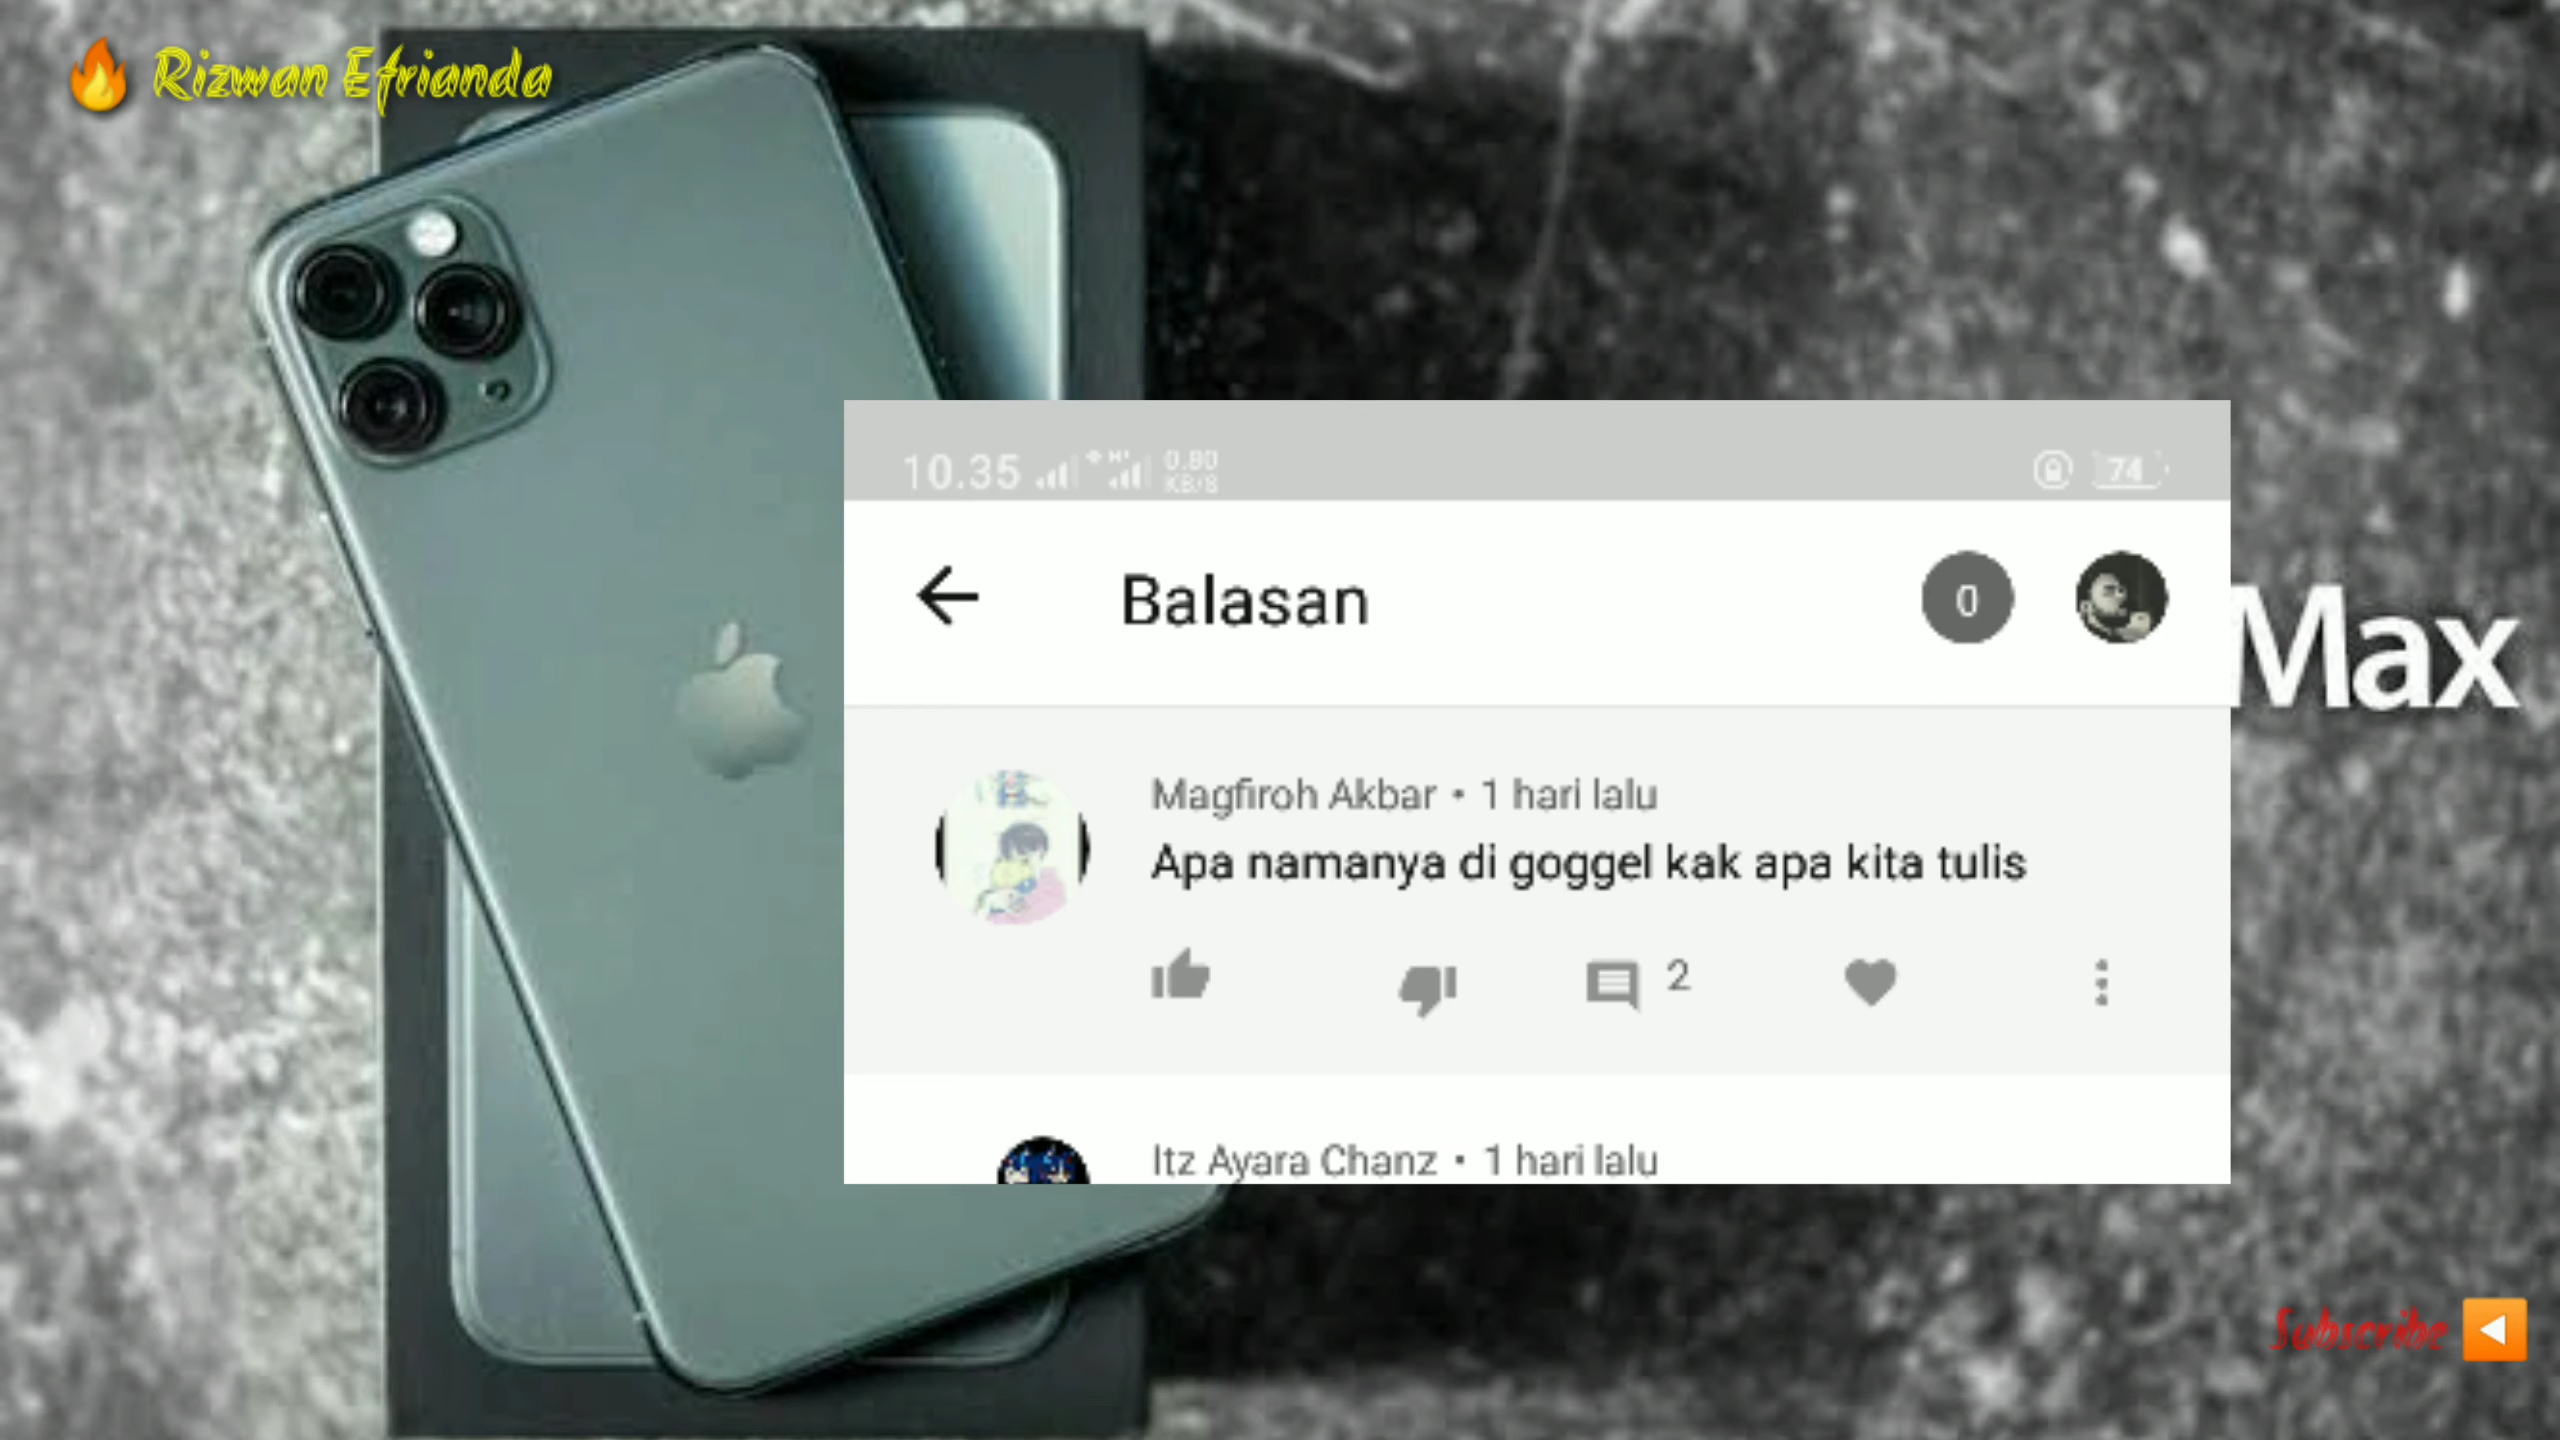 Rizwan Efrianda
10.35 0.80
KB/S
74
Balasan
0
Max
Magfiroh Akbar • 1 hari lalu
Apa namanya di goggel kak apa kita tulis
2
Itz Ayara Chanz • 1 hari lalu
Subscribe